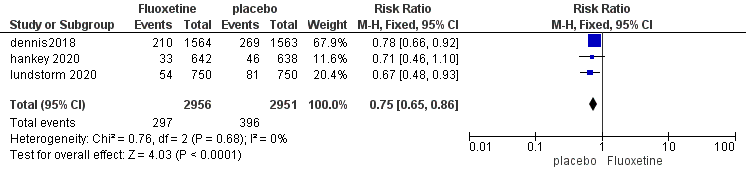 Fluoxetine placebo Risk Ratio Risk Ratio
Study or Subgroup Events Total Events Total Weight M-H, Fixed, 95% CI M-H, Fixed, 95% CI
dennis2018 210 1564 269 1563 67.9% 0.78 [0.66, 0.92]
hankey 2020 33 642 46 638 11.6% 0.71 [0.46, 1.10]
lundstorm 2020 54 750 81 750 20.4% 0.67 [0.48, 0.93]
Total (95% CI) 2956 2951 100.0% 0.75 [0.65, 0.86]
Total events 297 396
Heterogeneity: Chi² = 0.76, df = 2 (P = 0.68); I² = 0%
Test for overall effect: Z = 4.03 (P < 0.0001)
0.01 0.1 1 10 100
placebo Fluoxetine